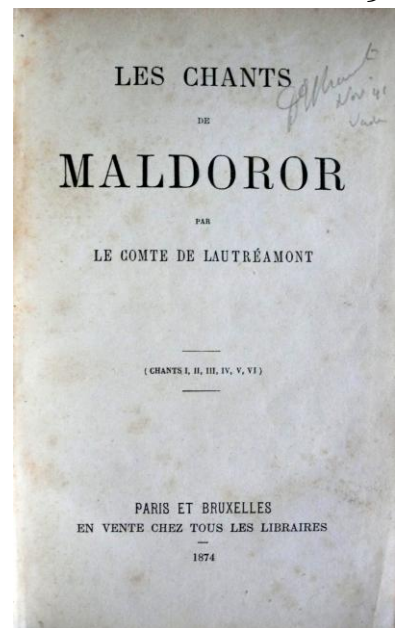 LES CHANTS
DE
MALDOROR
PAR
LE COMTE DE LAUTRÉAMONT
( CHANTS I, II, III, IV, V, VI )
PARIS ET BRUXELLES
EN VENTE CHEZ TOUS LES LIBRAIRES
1874